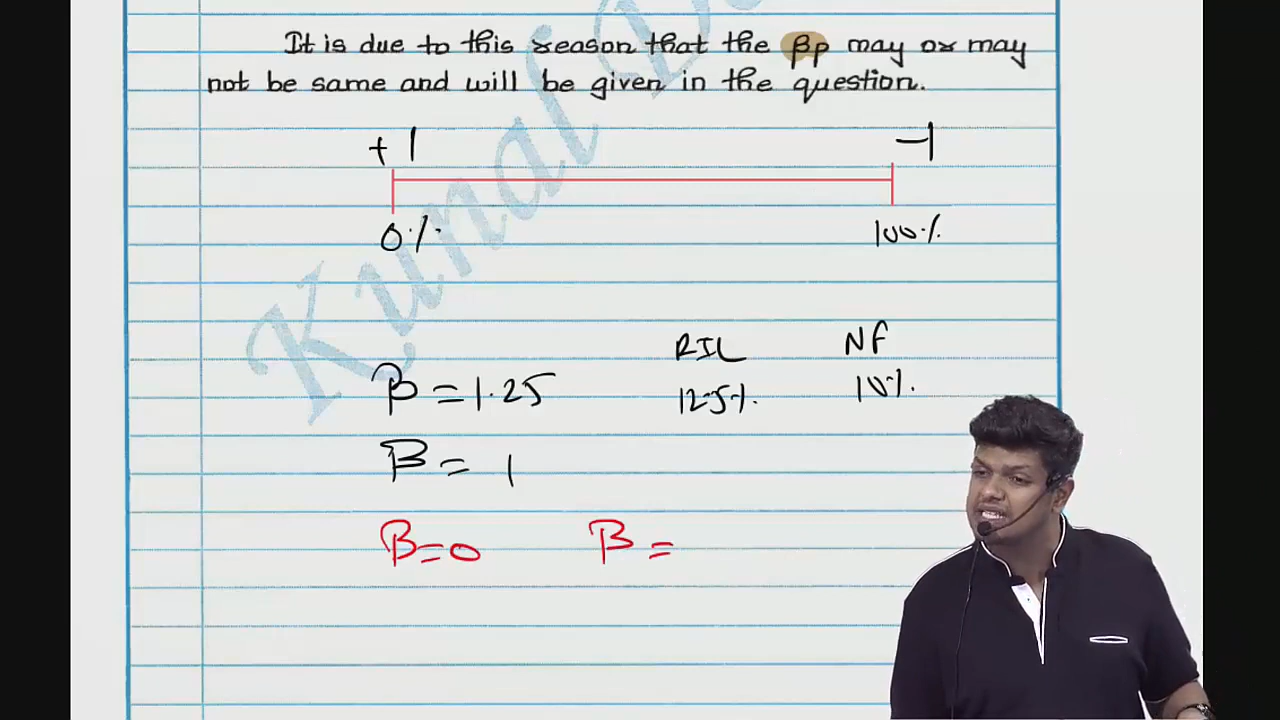 It is due to this reason that the βp may or may
not be same and will be given in the question.
+1 -1
0% 100%
RIL NF
β = 1.25 12.5% 10%
β = 1
β = 0 β =
Kunal D